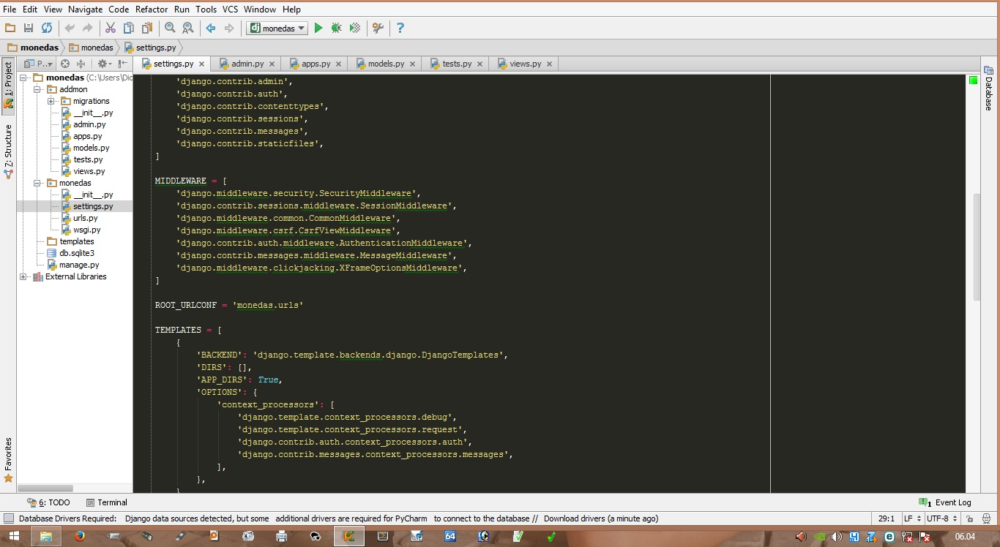 File Edit View Navigate Code Refactor Run Tools VCS Window Help
monedas
monedas monedas settings.py
1: Project
Z: Structure
Favorites
P..
monedas (C:\Users\Dio
addmon
migrations
__init__.py
admin.py
apps.py
models.py
tests.py
views.py
monedas
__init__.py
settings.py
urls.py
wsgi.py
templates
db.sqlite3
manage.py
External Libraries
settings.py admin.py apps.py models.py tests.py views.py
'django.contrib.admin',
'django.contrib.auth',
'django.contrib.contenttypes',
'django.contrib.sessions',
'django.contrib.messages',
'django.contrib.staticfiles',
]
MIDDLEWARE = [
'django.middleware.security.SecurityMiddleware',
'django.contrib.sessions.middleware.SessionMiddleware',
'django.middleware.common.CommonMiddleware',
'django.middleware.csrf.CsrfViewMiddleware',
'django.contrib.auth.middleware.AuthenticationMiddleware',
'django.contrib.messages.middleware.MessageMiddleware',
'django.middleware.clickjacking.XFrameOptionsMiddleware',
]
ROOT_URLCONF = 'monedas.urls'
TEMPLATES = [
{
'BACKEND': 'django.template.backends.django.DjangoTemplates',
'DIRS': [],
'APP_DIRS': True,
'OPTIONS': {
'context_processors': [
'django.template.context_processors.debug',
'django.template.context_processors.request',
'django.contrib.auth.context_processors.auth',
'django.contrib.messages.context_processors.messages',
],
},
Database
6: TODO Terminal
1 Event Log
Database Drivers Required: Django data sources detected, but some additional drivers are required for PyCharm to connect to the database // Download drivers (a minute ago)
29:1 LF UTF-8
64
06.04